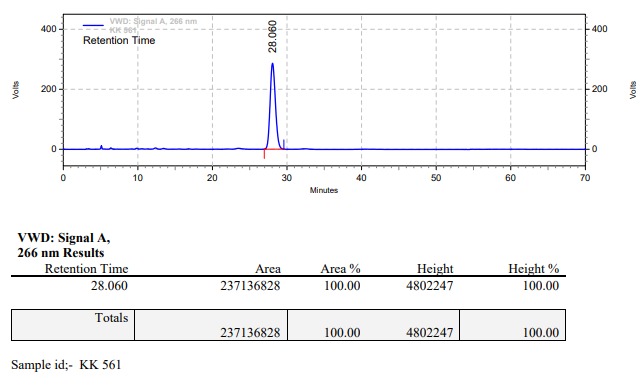 VWD: Signal A, 266 nm
KK 561
Retention Time
28.060
400
200
0
400
200
0
Volts
Volts
0
10
20
30
40
50
60
70
Minutes
VWD: Signal A,
266 nm Results
Retention Time Area Area % Height Height %
28.060 237136828 100.00 4802247 100.00
Totals
237136828 100.00 4802247 100.00
Sample id;- KK 561